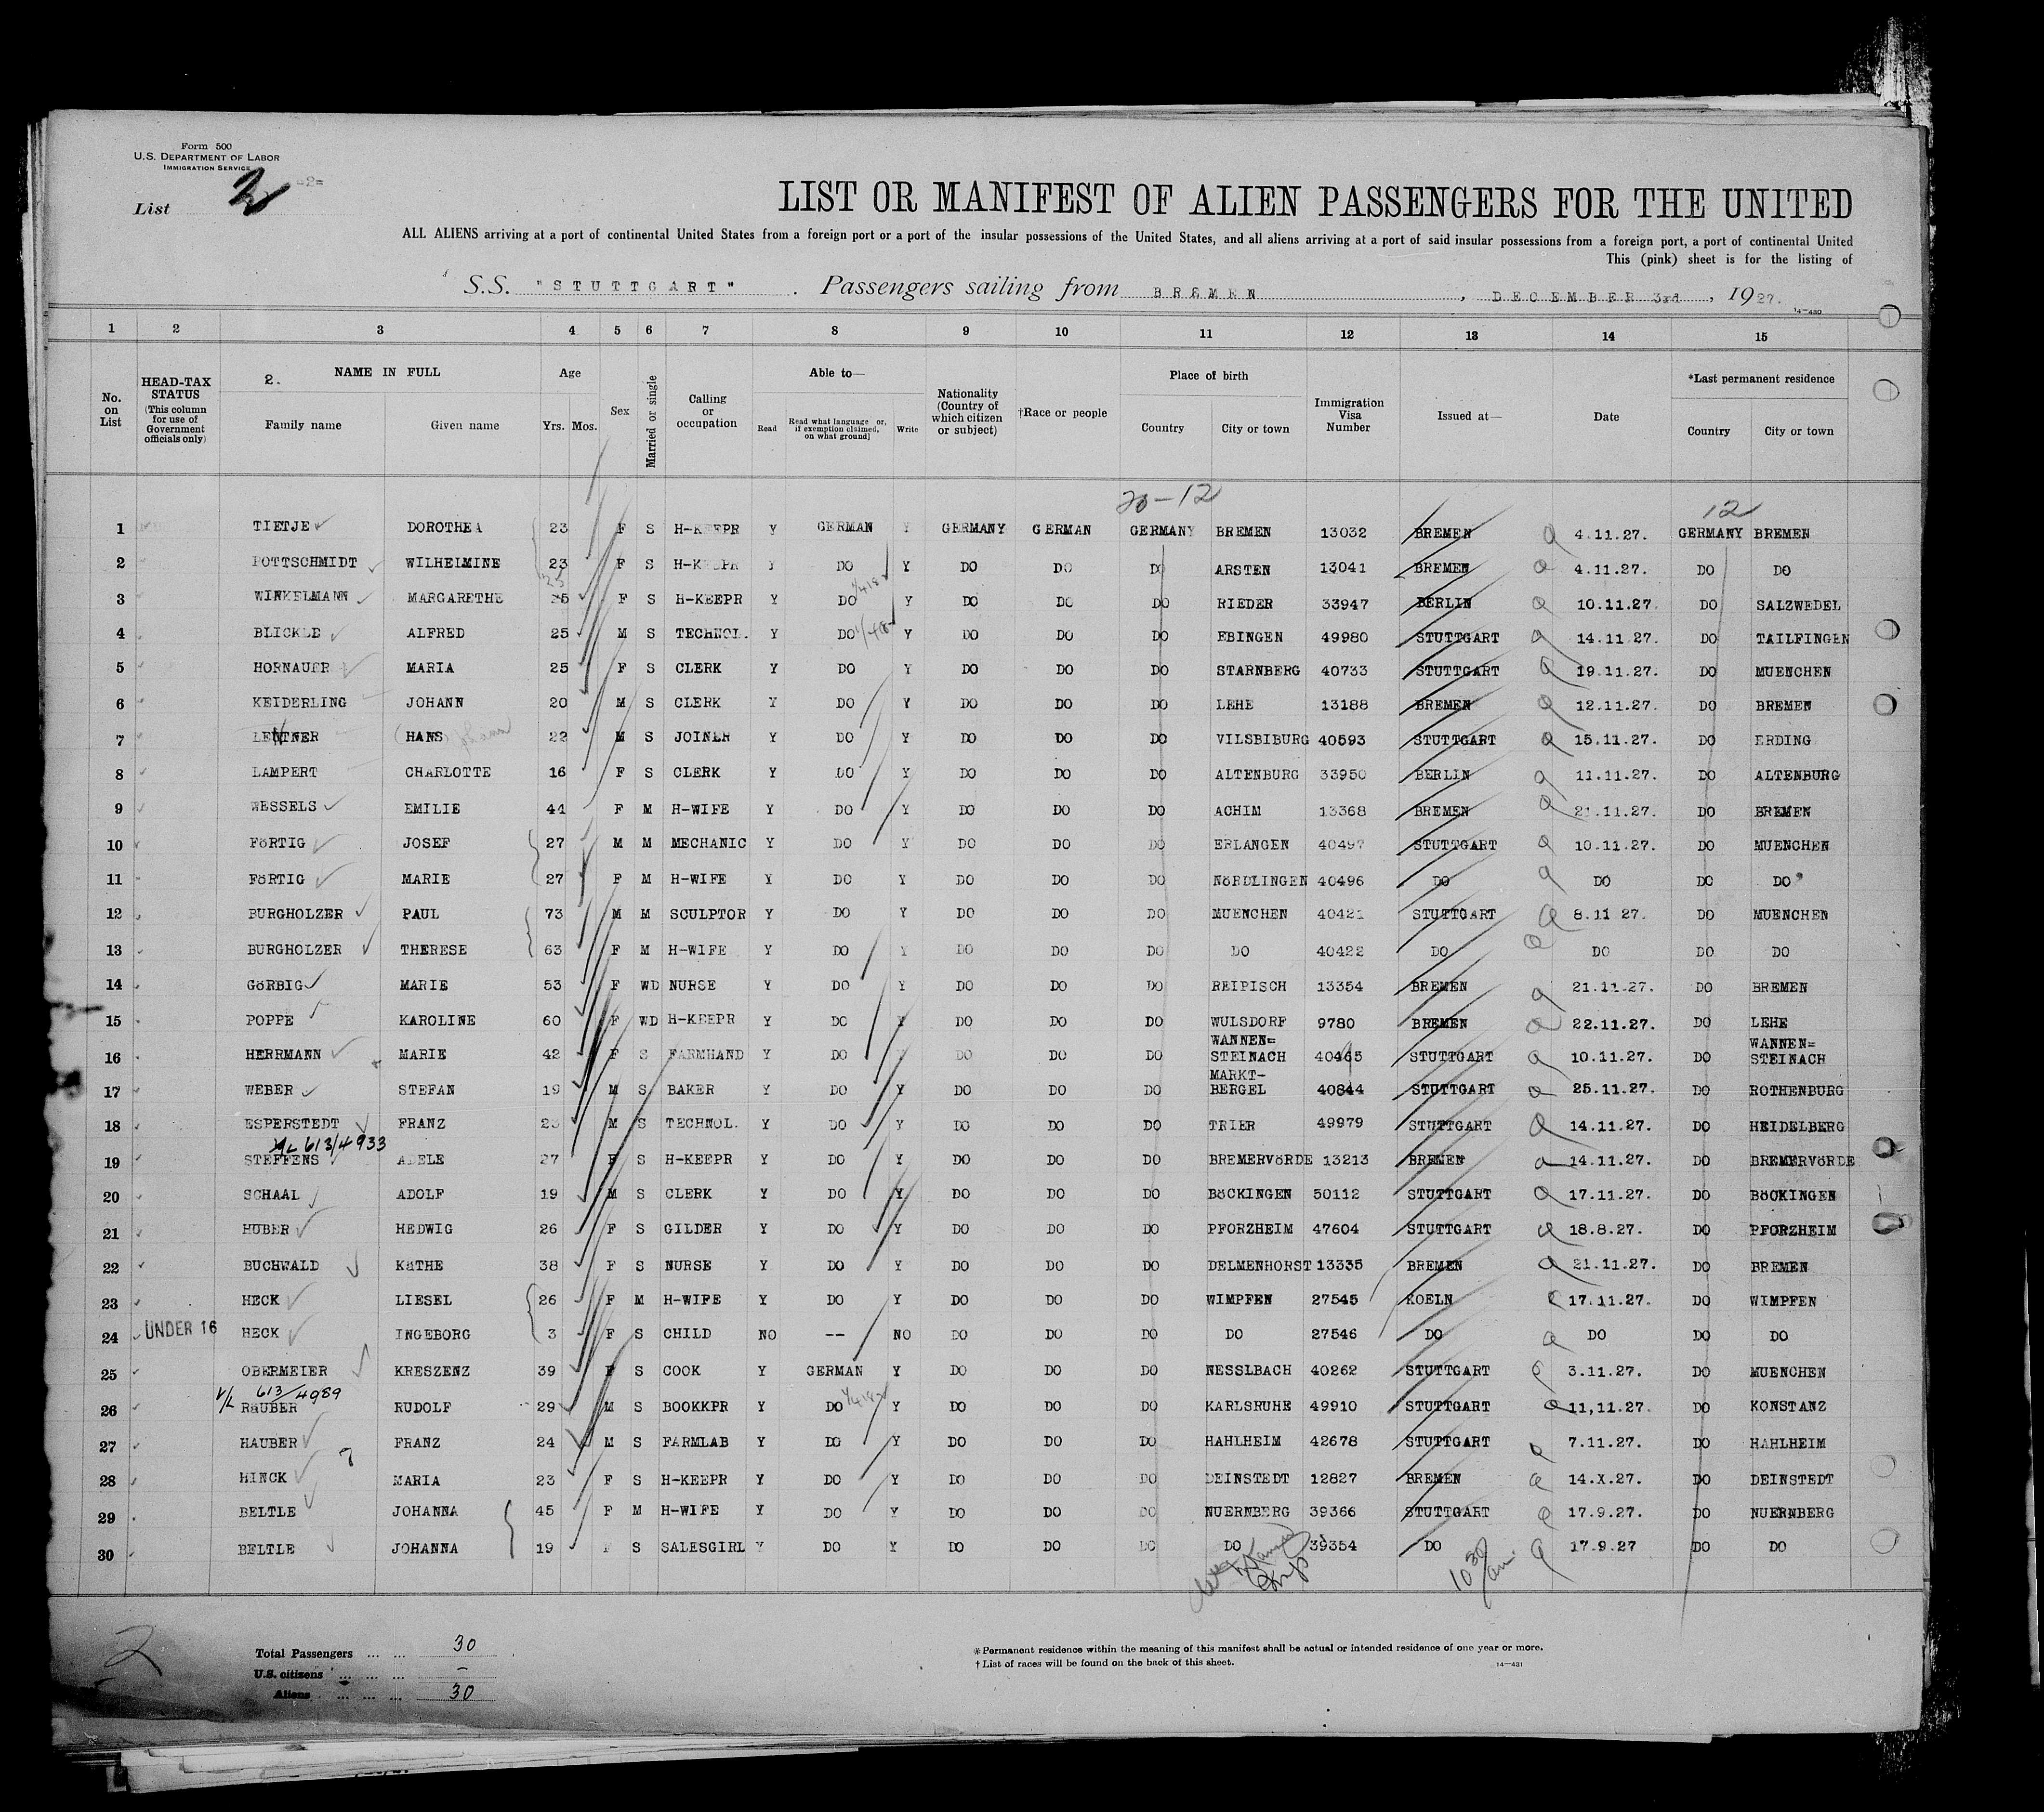 Form 500
U.S. DEPARTMENT OF LABOR
IMMIGRATION SERVICE
List 2 =2=
LIST OR MANIFEST OF ALIEN PASSENGERS FOR THE UNITED
ALL ALIENS arriving at a port of continental United States from a foreign port or a port of the insular possessions of the United States, and all aliens arriving at a port of said insular possessions from a foreign port, a port of continental United
This (pink) sheet is for the listing of
S.S. "STUTTGART" . Passengers sailing from BREMEN , DECEMBER 3rd , 1927.
14—430
1 2 3 4 5 6 7 8 9 10 11 12 13 14 15
No. on List
HEAD-TAX STATUS (This column for use of Government officials only)
2. NAME IN FULL
Family name Given name
Age
Yrs. Mos.
Sex
Married or single
Calling or occupation
Able to—
Read Read what language or, if exemption claimed, on what ground] Write
Nationality (Country of which citizen or subject)
†Race or people
Place of birth
Country City or town
Immigration Visa Number
Issued at—
Date
*Last permanent residence
Country City or town
20-12 12
1 TIETJE DOROTHEA 23 F S H-KEEPR Y GERMAN Y GERMANY GERMAN GERMANY BREMEN 13032 BREMEN 4.11.27. GERMANY BREMEN
2 POTTSCHMIDT WILHELMINE 23 F S H-KEEPR Y DO Y DO DO DO ARSTEN 13041 BREMEN 4.11.27. DO DO
3 WINKELMANN MARGARETHE 25 F S H-KEEPR Y DO Y DO DO DO RIEDER 33947 BERLIN 10.11.27. DO SALZWEDEL
4 BLICKLE ALFRED 25 M S TECHNOL. Y DO Y DO DO DO EBINGEN 49980 STUTTGART 14.11.27. DO TAILFINGEN
5 HORNAUER MARIA 25 F S CLERK Y DO Y DO DO DO STARNBERG 40733 STUTTGART 19.11.27. DO MUENCHEN
6 KEIDERLING JOHANN 20 M S CLERK Y DO Y DO DO DO LEHE 13188 BREMEN 12.11.27. DO BREMEN
7 (HANS) Johann 22 M S JOINER Y DO Y DO DO DO VILSBIBURG 40593 STUTTGART 15.11.27. DO ERDING
8 LAMPERT CHARLOTTE 16 F S CLERK Y DO Y DO DO DO ALTENBURG 33950 BERLIN 11.11.27. DO ALTENBURG
9 WESSELS EMILIE 44 F M H-WIFE Y DO Y DO DO DO ACHIM 13368 BREMEN 21.11.27. DO BREMEN
10 FöRTIG JOSEF 27 M M MECHANIC Y DO Y DO DO DO ERLANGEN 40497 STUTTGART 10.11.27. DO MUENCHEN
11 FöRTIG MARIE 27 F M H-WIFE Y DO Y DO DO DO NöRDLINGEN 40496 DO DO DO DO
12 BURGHOLZER PAUL 73 M M SCULPTOR Y DO Y DO DO DO MUENCHEN 40421 STUTTGART 8.11 27. DO MUENCHEN
13 BURGHOLZER THERESE 63 F M H-WIFE Y DO Y DO DO DO DO 40422 DO DO DO DO
14 GöRBIG MARIE 53 F WD NURSE Y DO Y DO DO DO REIPISCH 13354 BREMEN 21.11.27. DO BREMEN
15 POPPE KAROLINE 60 F WD H-KEEPR Y DO Y DO DO DO WULSDORF 9780 BREMEN 22.11.27. DO LEHE
16 HERRMANN MARIE 42 F S FARMHAND Y DO Y DO DO DO WANNEN=STEINACH 40465 STUTTGART 10.11.27. DO WANNEN=STEINACH
17 WEBER STEFAN 19 M S BAKER Y DO Y DO DO DO MARKT-BERGEL 40844 STUTTGART 25.11.27. DO ROTHENBURG
18 ESPERSTEDT FRANZ M S TECHNOL. Y DO Y DO DO DO TRIER 49979 STUTTGART 14.11.27. DO HEIDELBERG
V/L 613/4933
19 STEFFENS ADELE 27 F S H-KEEPR Y DO Y DO DO DO BREMERVöRDE 13213 BREMEN 14.11.27. DO BREMERVöRDE
20 SCHAAL ADOLF 19 M S CLERK Y DO Y DO DO DO BöCKINGEN 50112 STUTTGART 17.11.27. DO BöCKINGEN
21 HUBER HEDWIG 26 F S GILDER Y DO Y DO DO DO PFORZHEIM 47604 STUTTGART 18.8.27. DO PFORZHEIM
22 BUCHWALD KäTHE 38 F S NURSE Y DO Y DO DO DO DELMENHORST 13335 BREMEN 21.11.27. DO BREMEN
23 HECK LIESEL 26 F M H-WIFE Y DO Y DO DO DO WIMPFEN 27545 KOELN 17.11.27. DO WIMPFEN
24 UNDER 16 HECK INGEBORG 3 F S CHILD NO -- NO DO DO DO DO 27546 DO DO DO DO
25 OBERMEIER KRESZENZ 39 F S COOK Y GERMAN Y DO DO DO NESSLBACH 40262 STUTTGART 3.11.27. DO MUENCHEN
V/L 613/4989
26 RäUBER RUDOLF 29 M S BOOKKPR Y DO Y DO DO DO KARLSRUHE 49910 STUTTGART 11,11.27. DO KONSTANZ
27 HAUBER FRANZ 24 M S FARMLAB Y DO Y DO DO DO HAHLHEIM 42678 STUTTGART 7.11.27. DO HAHLHEIM
28 HINCK MARIA 23 F S H-KEEPR Y DO Y DO DO DO DEINSTEDT 12827 BREMEN 14.X.27. DO DEINSTEDT
29 BELTLE JOHANNA 45 F M H-WIFE Y DO Y DO DO DO NUERNBERG 39366 STUTTGART 17.9.27. DO NUERNBERG
30 BELTLE JOHANNA 19 F S SALESGIRL Y DO Y DO DO DO DO 39354 DO 17.9.27 DO DO
10 30 am
2
Total Passengers ... ... 30
U.S. citizens ... ... ... –
Aliens ... ... ... 30
*Permanent residence within the meaning of this manifest shall be actual or intended residence of one year or more.
†List of races will be found on the back of this sheet.
14—431